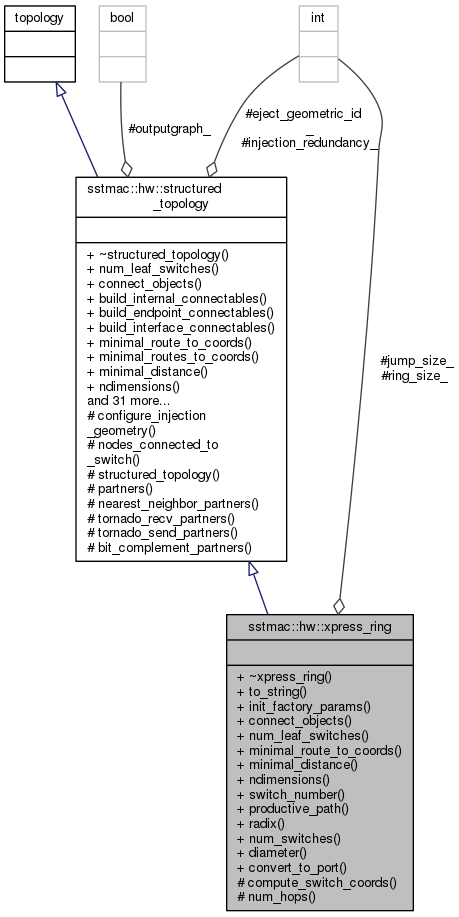 topology
bool
int
#outputgraph_
#eject_geometric_id
_
#injection_redundancy_
sstmac::hw::structured
_topology
+ ~structured_topology()
+ num_leaf_switches()
+ connect_objects()
+ build_internal_connectables()
+ build_endpoint_connectables()
+ build_interface_connectables()
+ minimal_route_to_coords()
+ minimal_routes_to_coords()
+ minimal_distance()
+ ndimensions()
and 31 more...
# configure_injection
_geometry()
# nodes_connected_to
_switch()
# structured_topology()
# partners()
# nearest_neighbor_partners()
# tornado_recv_partners()
# tornado_send_partners()
# bit_complement_partners()
#jump_size_
#ring_size_
sstmac::hw::xpress_ring
+ ~xpress_ring()
+ to_string()
+ init_factory_params()
+ connect_objects()
+ num_leaf_switches()
+ minimal_route_to_coords()
+ minimal_distance()
+ ndimensions()
+ switch_number()
+ productive_path()
+ radix()
+ num_switches()
+ diameter()
+ convert_to_port()
# compute_switch_coords()
# num_hops()